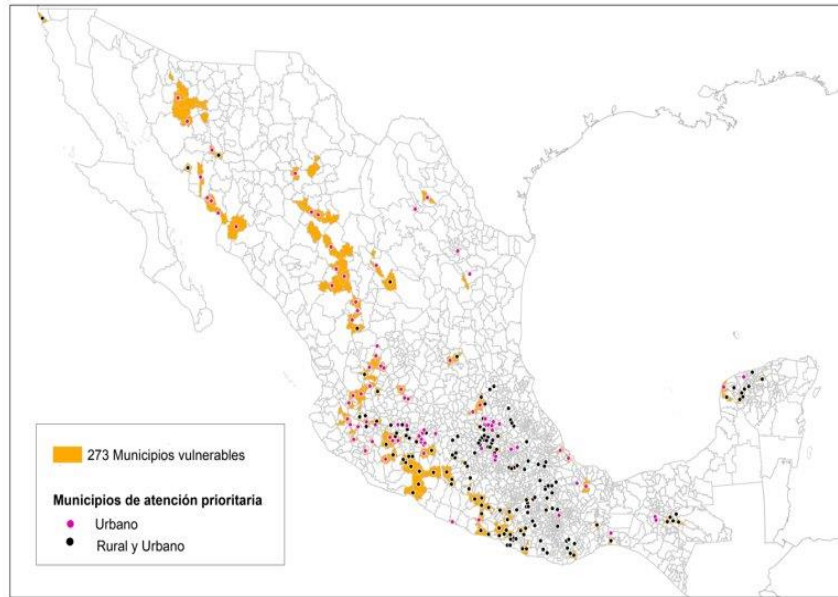 273 Municipios vulnerables
Municipios de atención prioritaria
Urbano
Rural y Urbano